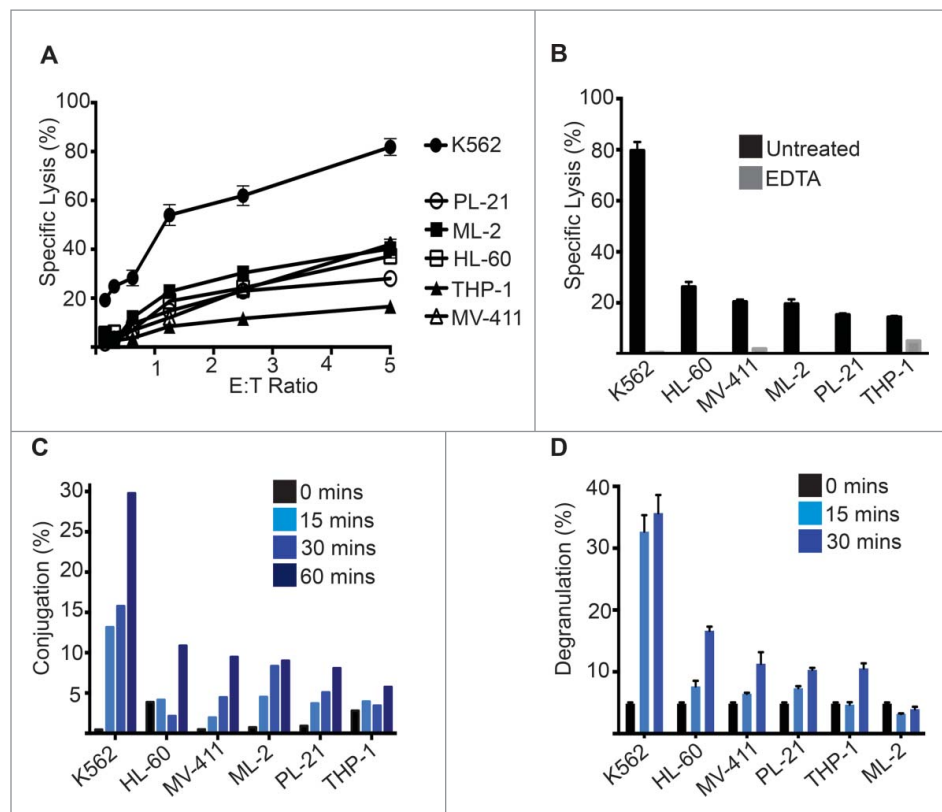 A
Specific Lysis (%)
100
80
60
40
20
1
2
3
4
5
E:T Ratio
K562
PL-21
ML-2
HL-60
THP-1
MV-411
B
Specific Lysis (%)
100
80
60
40
20
Untreated
EDTA
K562
HL-60
MV-411
ML-2
PL-21
THP-1
C
Conjugation (%)
30
25
20
15
10
5
0 mins
15 mins
30 mins
60 mins
K562
HL-60
MV-411
ML-2
PL-21
THP-1
D
Degranulation (%)
40
30
20
10
0 mins
15 mins
30 mins
K562
HL-60
MV-411
PL-21
THP-1
ML-2